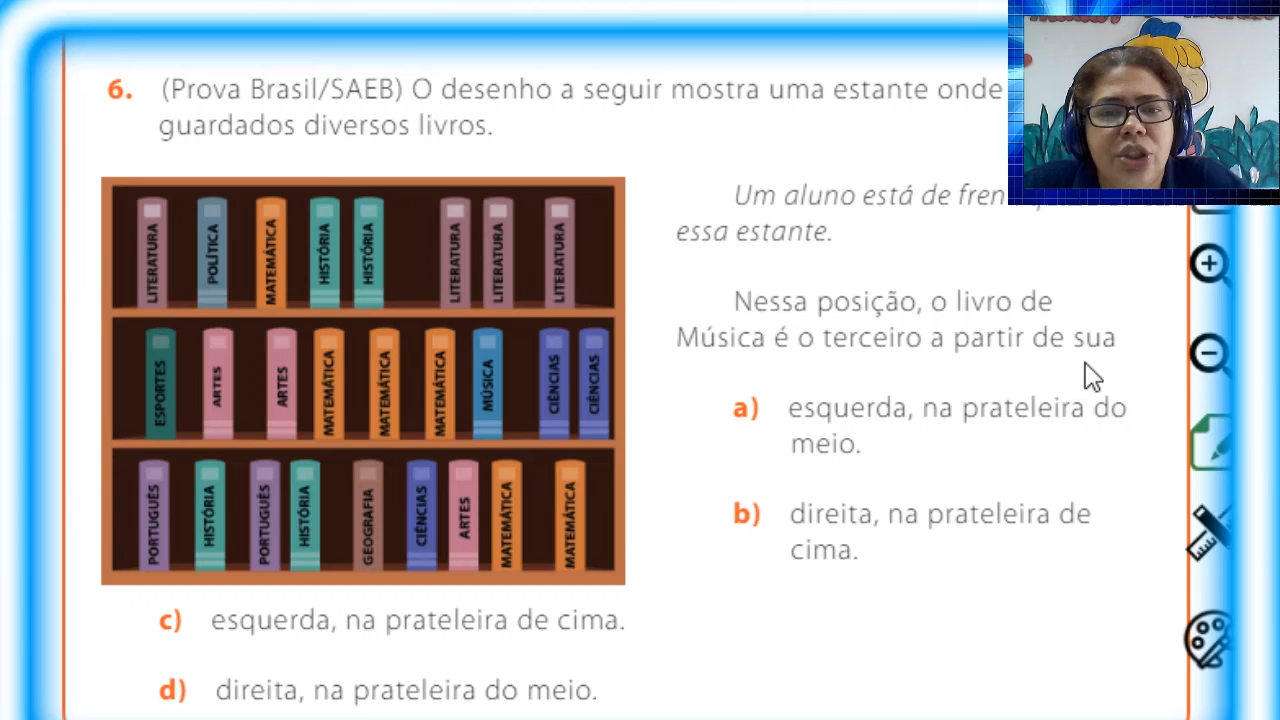 6. (Prova Brasil/SAEB) O desenho a seguir mostra uma estante onde
guardados diversos livros.
LITERATURA POLÍTICA MATEMÁTICA HISTÓRIA HISTÓRIA LITERATURA LITERATURA LITERATURA
ESPORTES ARTES ARTES MATEMÁTICA MATEMÁTICA MATEMÁTICA MÚSICA CIÊNCIAS CIÊNCIAS
PORTUGUÊS HISTÓRIA PORTUGUÊS HISTÓRIA GEOGRAFIA CIÊNCIAS ARTES MATEMÁTICA MATEMÁTICA
Um aluno está de fren
essa estante.
Nessa posição, o livro de
Música é o terceiro a partir de sua
a) esquerda, na prateleira do
meio.
b) direita, na prateleira de
cima.
c) esquerda, na prateleira de cima.
d) direita, na prateleira do meio.